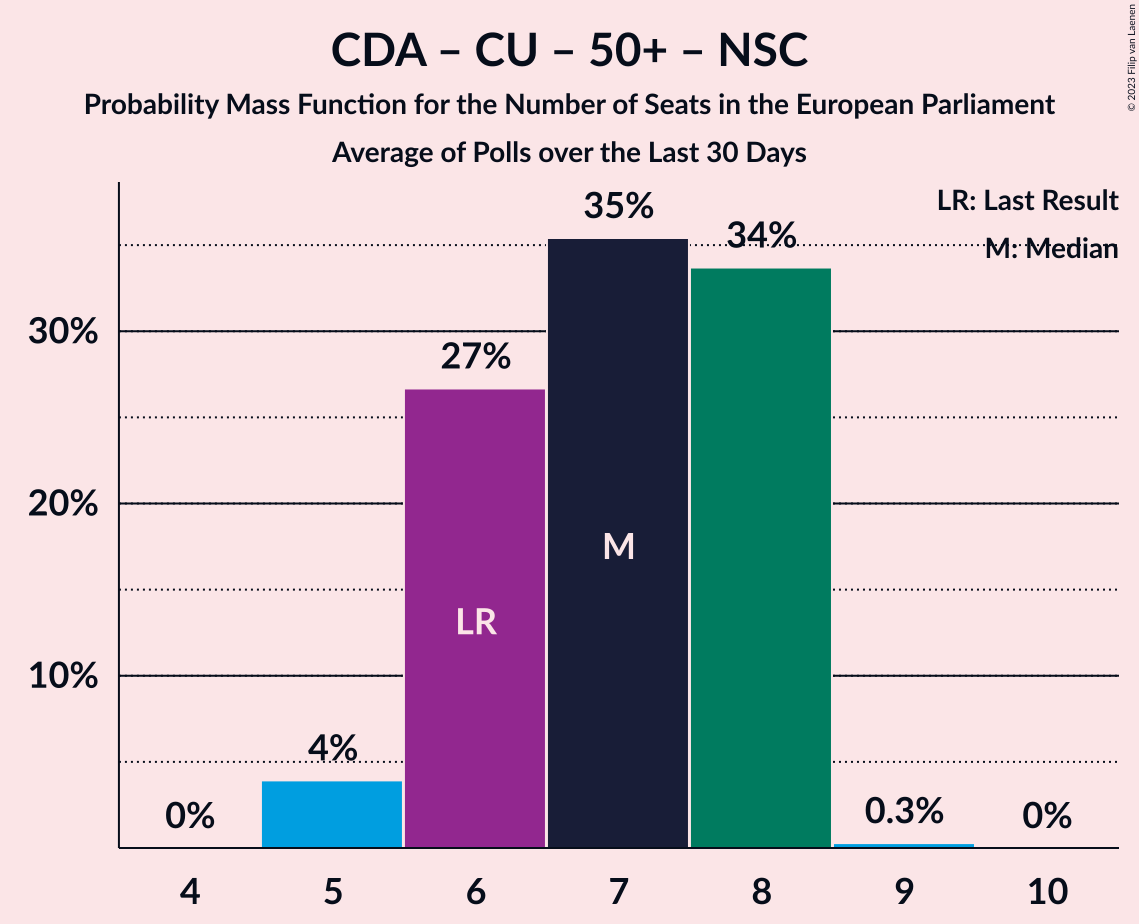 CDA – CU – 50+ – NSC
Probability Mass Function for the Number of Seats in the European Parliament
Average of Polls over the Last 30 Days
© 2023 Filip van Laenen
LR: Last Result
M: Median
35%
34%
30%
27%
20%
M
LR
10%
4%
0%
0.3%
0%
4 5 6 7 8 9 10